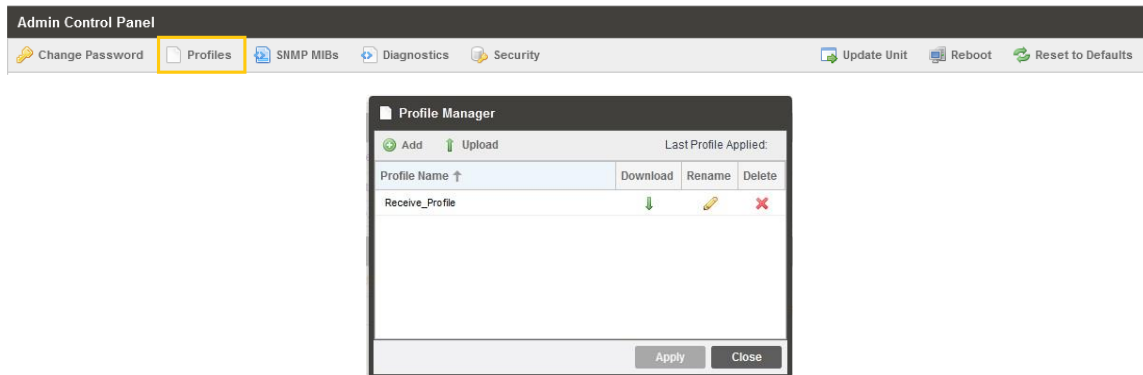 Admin Control Panel
Change Password Profiles SNMP MIBs Diagnostics Security Update Unit Reboot Reset to Defaults
Profile Manager
Add Upload Last Profile Applied:
Profile Name Download Rename Delete
Receive_Profile
Apply Close